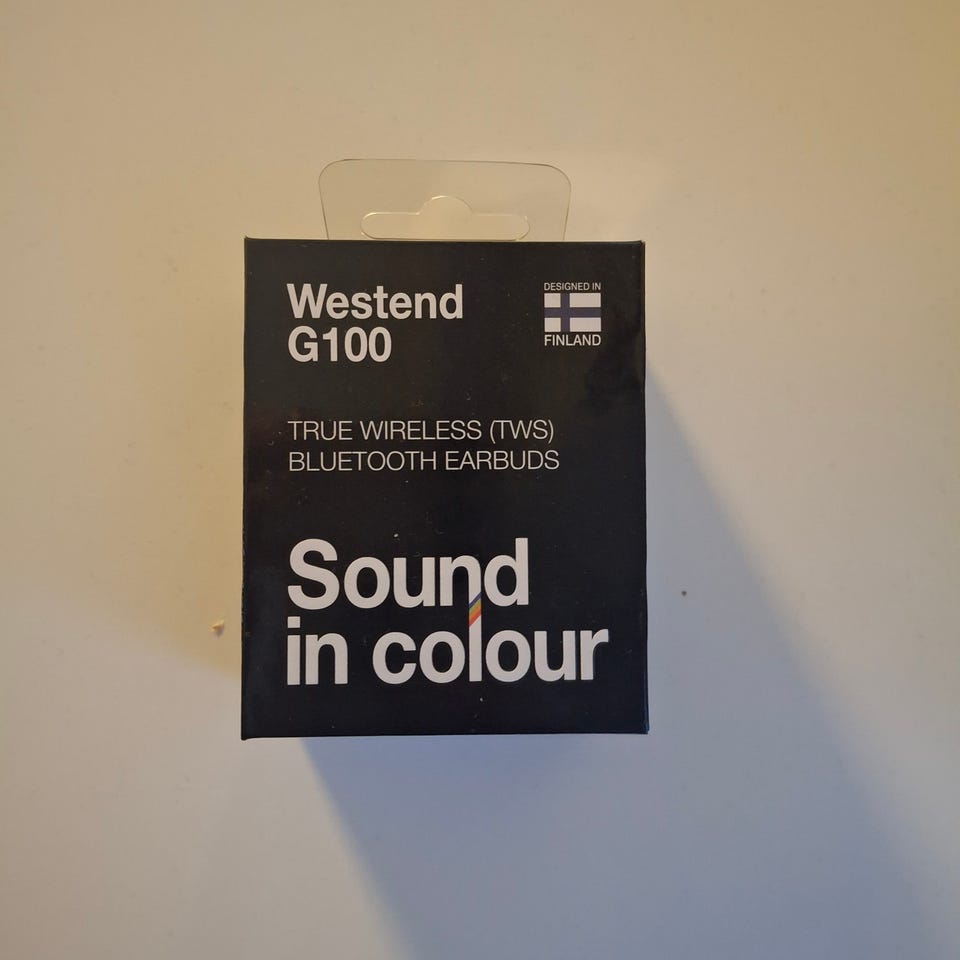 Westend
G100
DESIGNED IN
FINLAND
TRUE WIRELESS (TWS)
BLUETOOTH EARBUDS
Sound
in colour